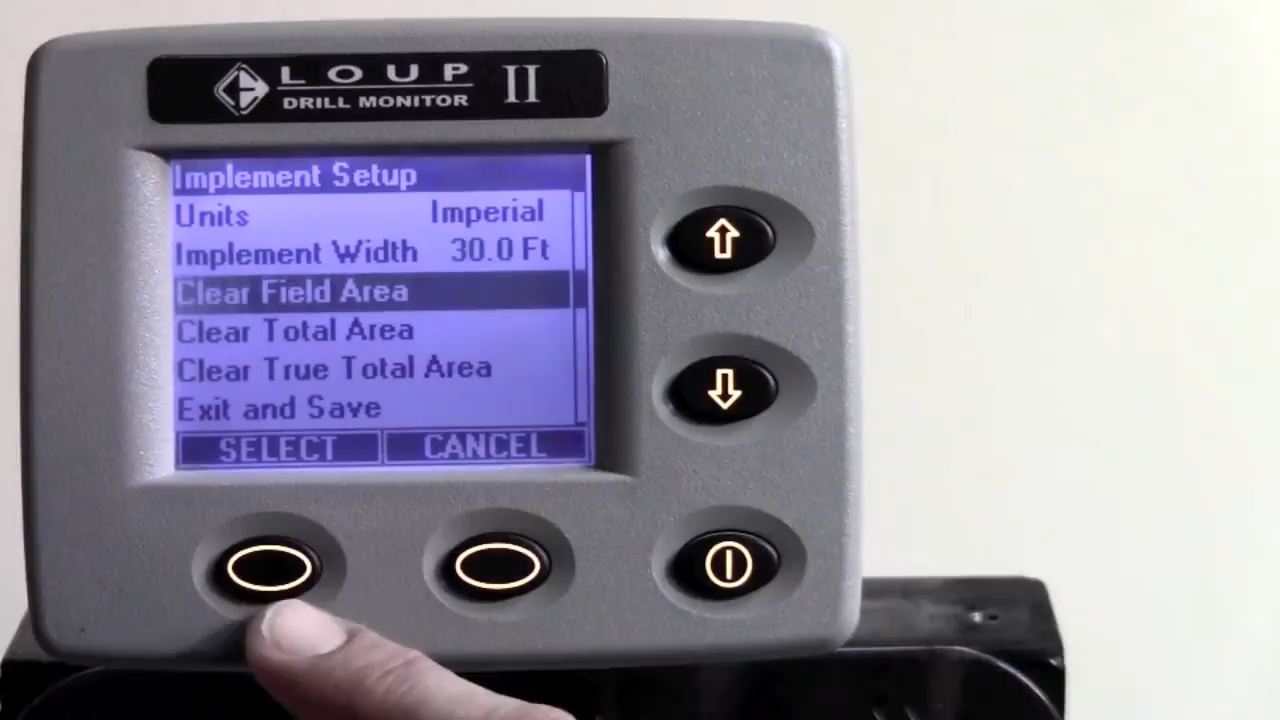 LOUP
DRILL MONITOR II
Implement Setup
Units Imperial
Implement Width 30.0 Ft
Clear Field Area
Clear Total Area
Clear True Total Area
Exit and Save
SELECT CANCEL